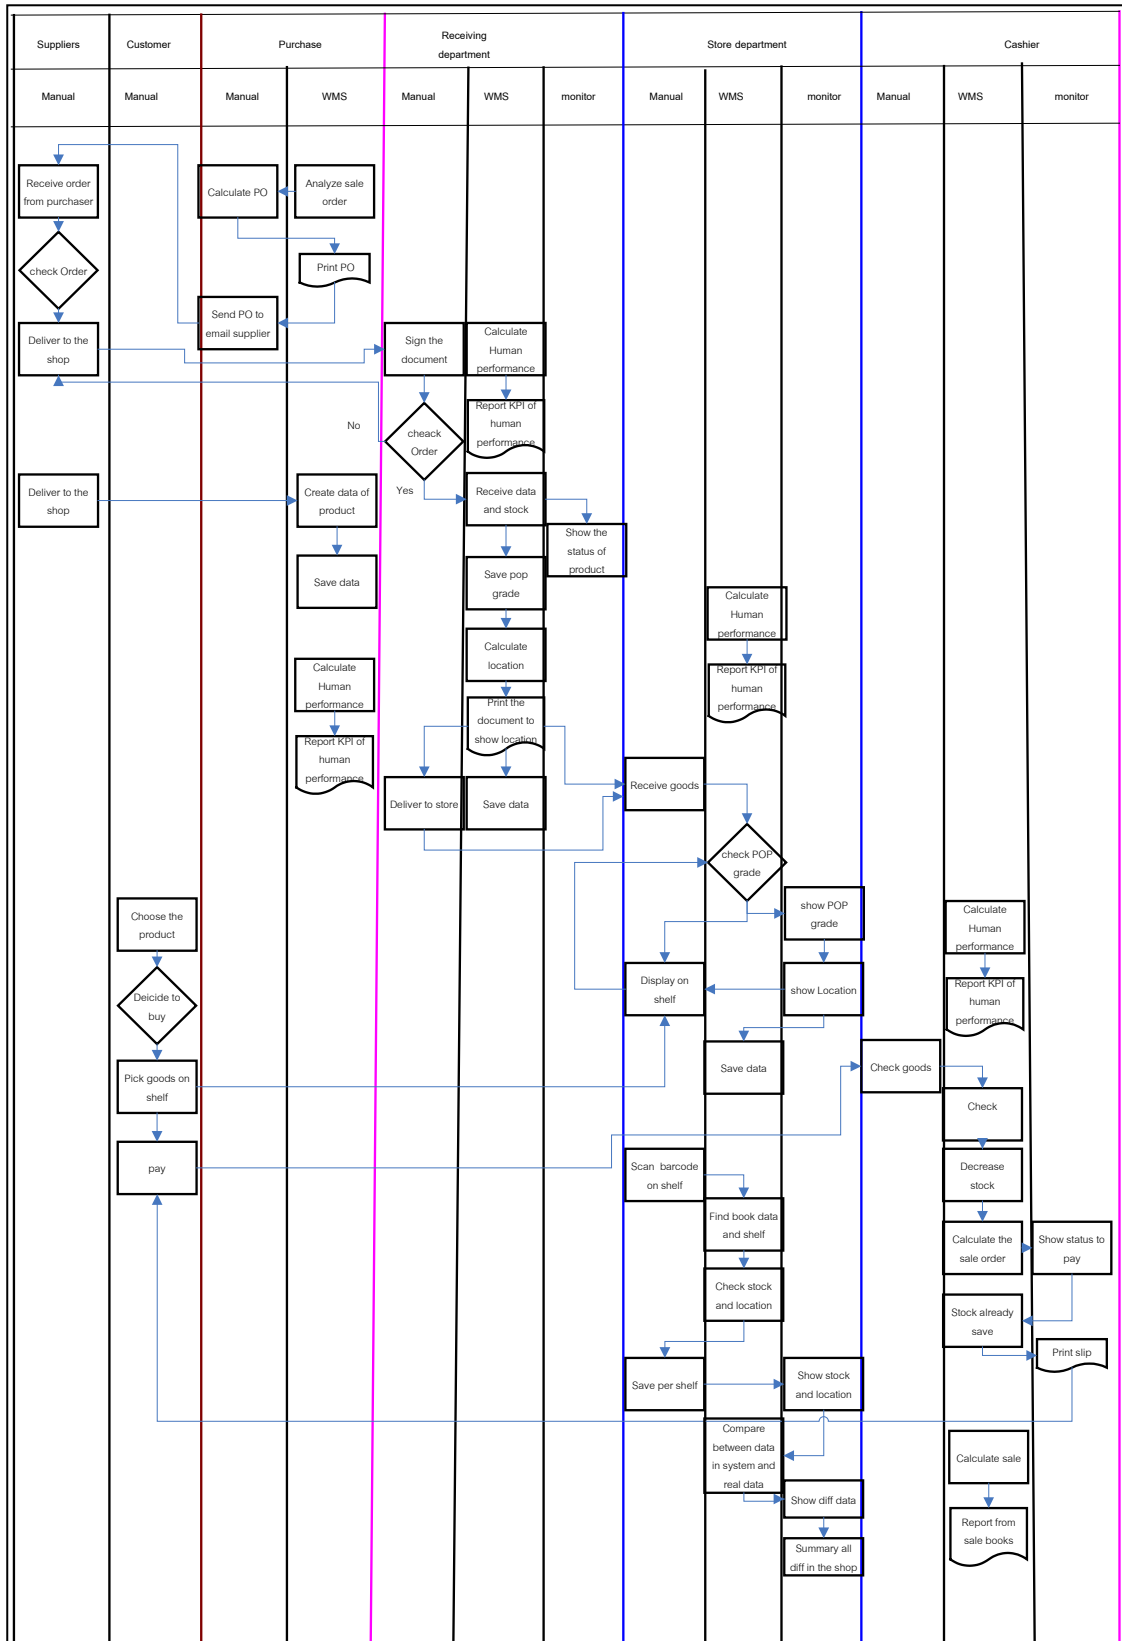 Suppliers
Customer
Purchase
Receiving
department
Store department
Cashier
Manual
Manual
Manual
WMS
Manual
WMS
monitor
Manual
WMS
monitor
Manual
WMS
monitor
Receive order
from purchaser
Calculate PO
Analyze sale
order
check Order
Print PO
Send PO to
email supplier
Deliver to the
shop
Sign the
document
Calculate
Human
performance
No
cheack
Order
Report KPI of
human
performance
Yes
Deliver to the
shop
Create data of
product
Receive data
and stock
Show the
status of
product
Save data
Save pop
grade
Calculate
Human
performance
Calculate
location
Calculate
Human
performance
Report KPI of
human
performance
Print the
document to
show location
Report KPI of
human
performance
Deliver to store
Save data
Receive goods
check POP
grade
Choose the
product
show POP
grade
Calculate
Human
performance
Deicide to
buy
Display on
shelf
show Location
Report KPI of
human
performance
Pick goods on
shelf
Save data
Check goods
Check
pay
Scan  barcode
on shelf
Decrease
stock
Find book data
and shelf
Calculate the
sale order
Show status to
pay
Check stock
and location
Stock already
save
Print slip
Save per shelf
Show stock
and location
Compare
between data
in system and
real data
Calculate sale
Show diff data
Report from
sale books
Summary all
diff in the shop